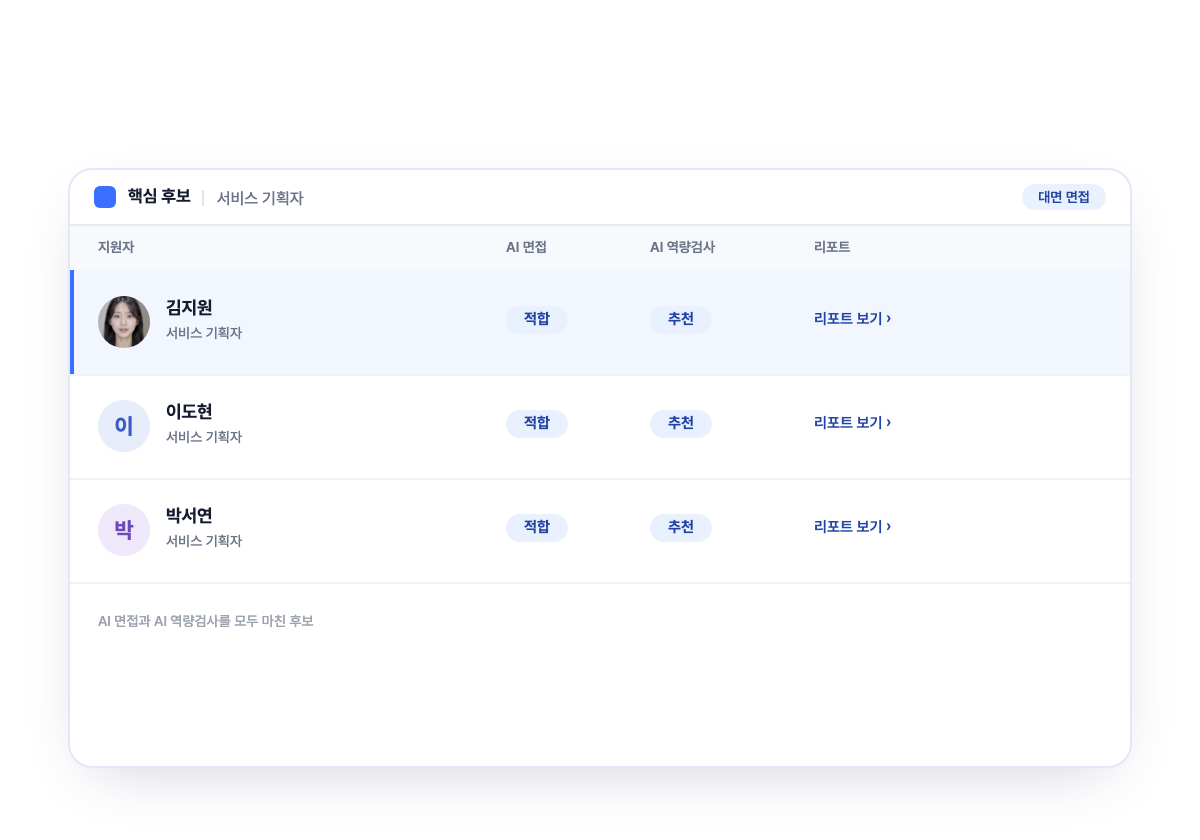 핵심 후보 | 서비스 기획자 대면 면접
지원자 AI 면접 AI 역량검사 리포트
김지원
서비스 기획자
적합 추천 리포트 보기 ›
이
이도현
서비스 기획자
적합 추천 리포트 보기 ›
박
박서연
서비스 기획자
적합 추천 리포트 보기 ›
AI 면접과 AI 역량검사를 모두 마친 후보